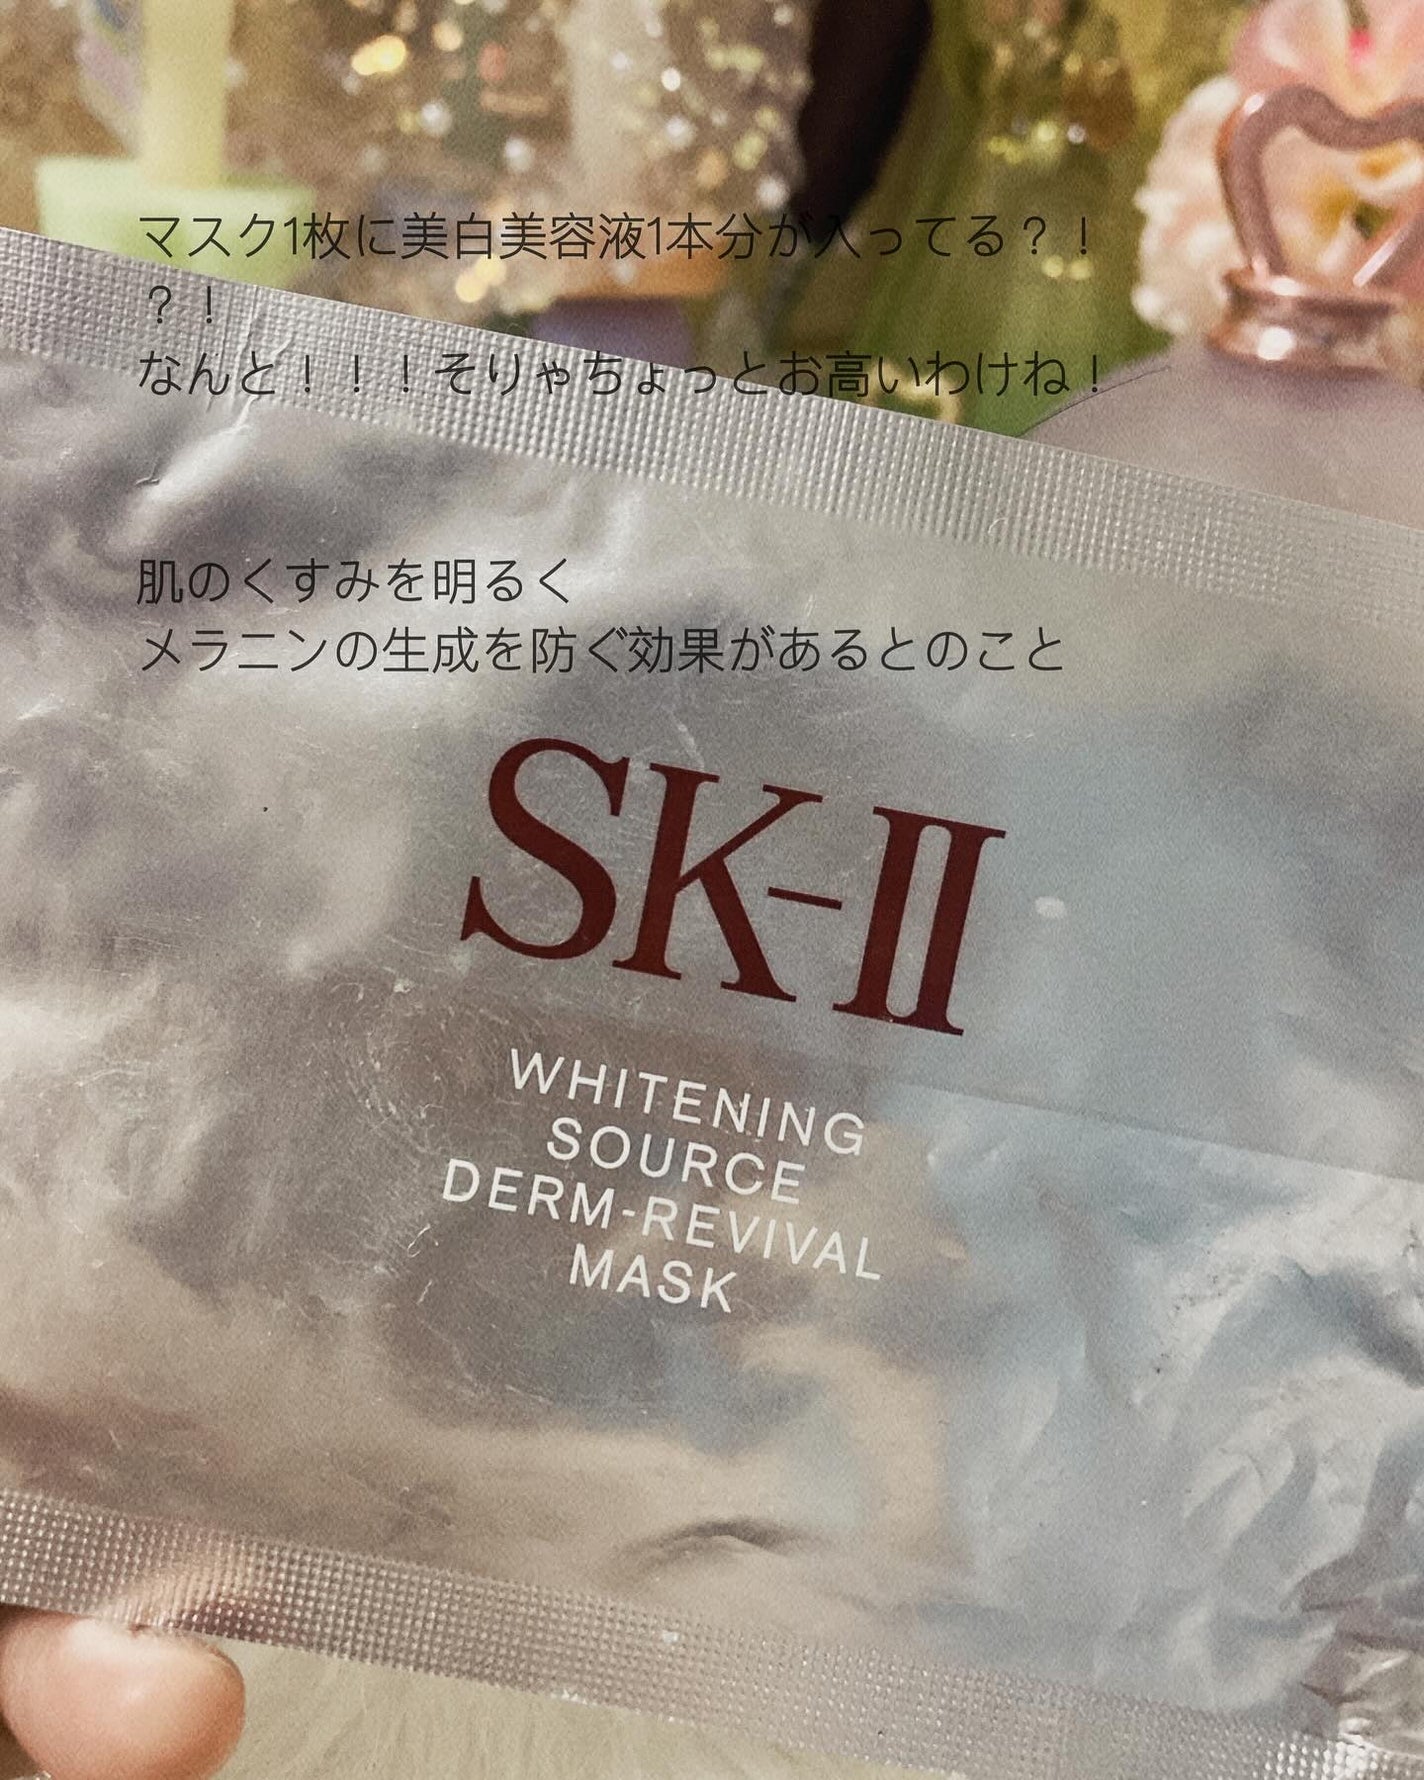 マスク1枚に美白美容液1本分が入ってる？！
？！
なんと！！！そりゃちょっとお高いわけね！
肌のくすみを明るく
メラニンの生成を防ぐ効果があるとのこと
SK-II
WHITENING
SOURCE
DERM-REVIVAL
MASK